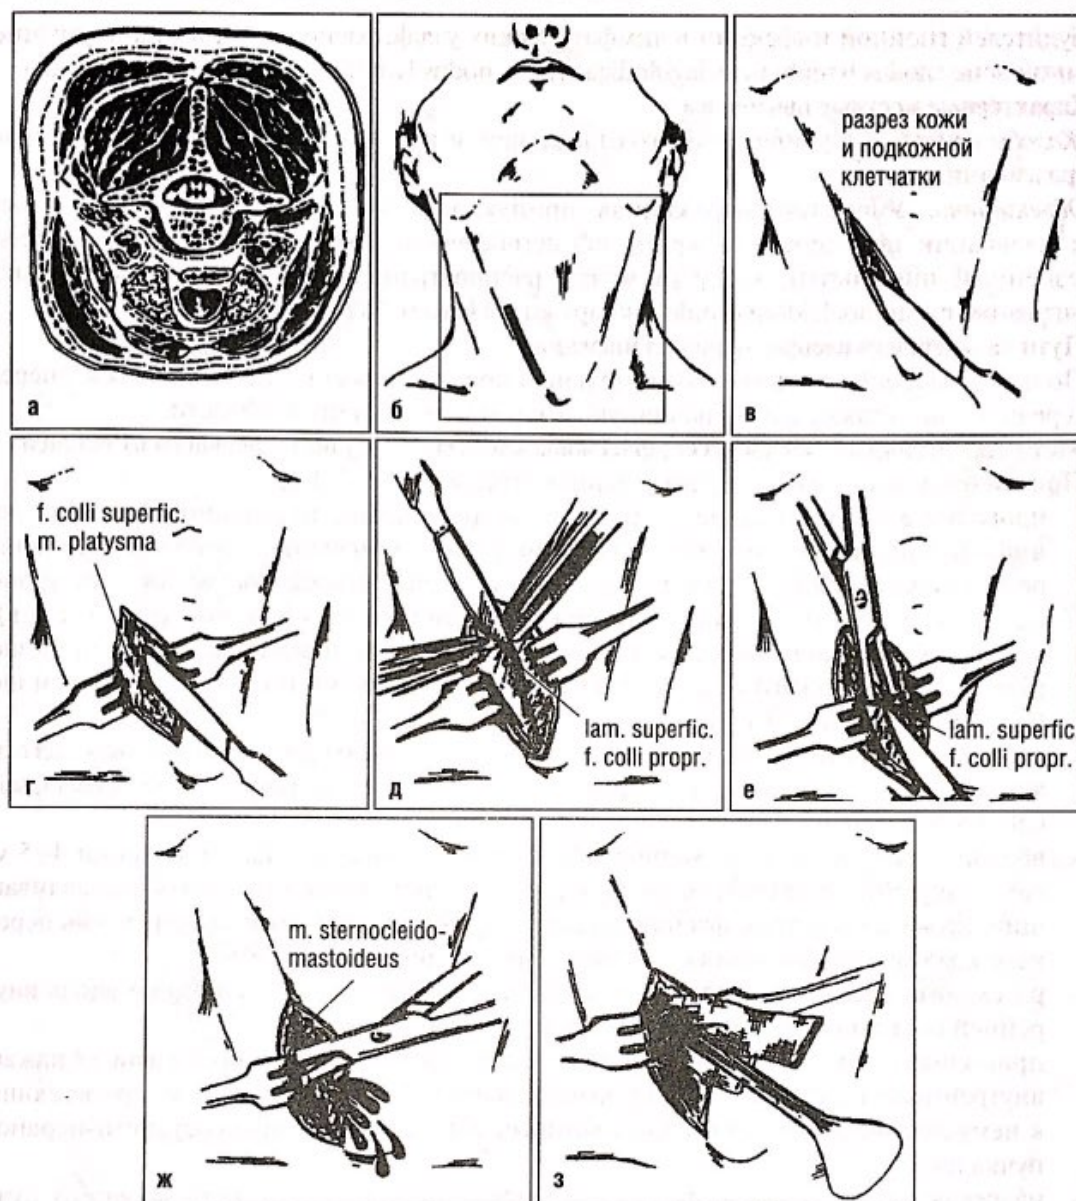 а
б
разрез кожи
и подкожной
клетчатки
в
f. colli superfic.
m. platysma
г
lam. superfic.
f. colli propr.
д
lam. superfic.
f. colli propr.
е
m. sternocleido-
mastoideus
ж
з